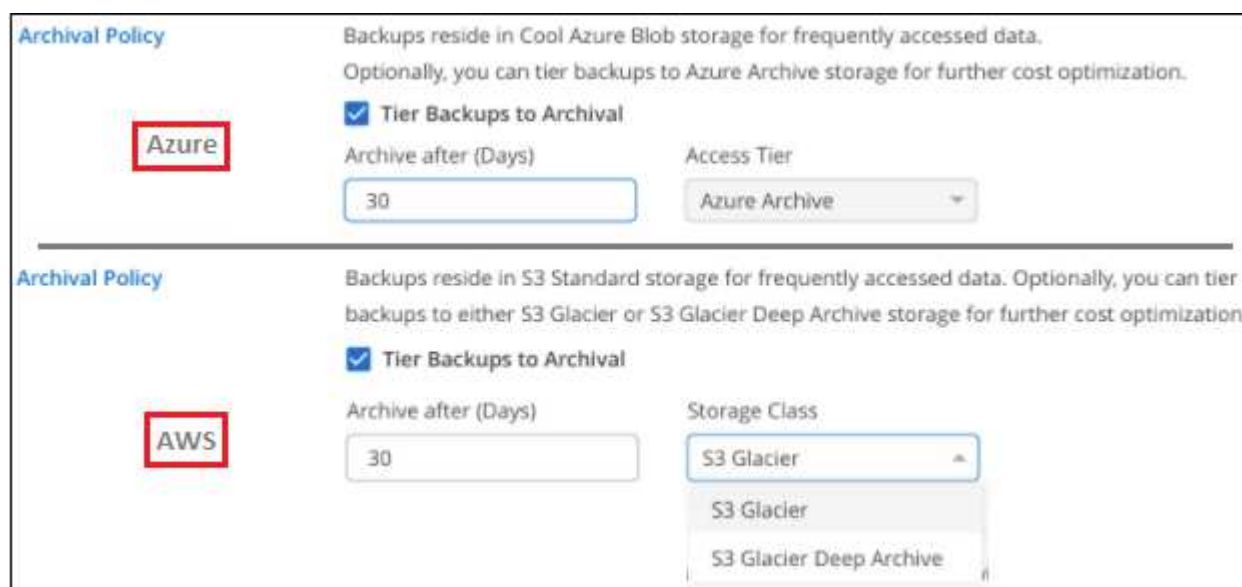 Archival Policy
Backups reside in Cool Azure Blob storage for frequently accessed data.
Optionally, you can tier backups to Azure Archive storage for further cost optimization.
Tier Backups to Archival
Azure
Archive after (Days)
Access Tier
30
Azure Archive
Archival Policy
Backups reside in S3 Standard storage for frequently accessed data. Optionally, you can tier
backups to either S3 Glacier or S3 Glacier Deep Archive storage for further cost optimization
Tier Backups to Archival
AWS
Archive after (Days)
Storage Class
30
S3 Glacier
S3 Glacier
S3 Glacier Deep Archive